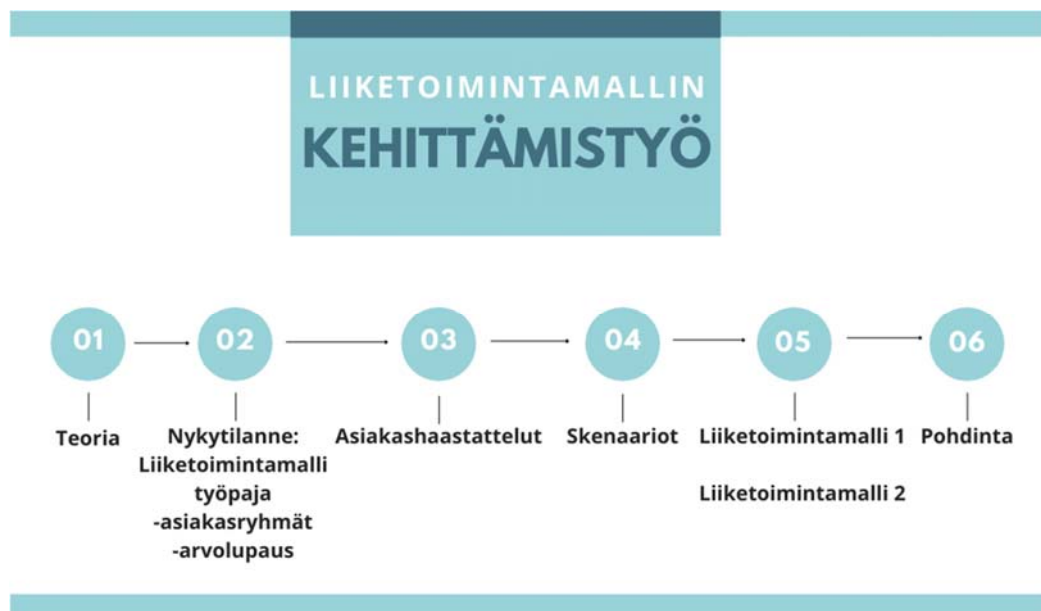 LIIKETOIMINTAMALLIN
KEHITTÄMISTYÖ
01
02
03
04
05
06
Teoria
Nykytilanne:
Liiketoimintamalli
työpaja
-asiakasryhmät
-arvolupaus
Asiakashaastattelut
Skenaariot
Liiketoimintamalli 1
Liiketoimintamalli 2
Pohdinta